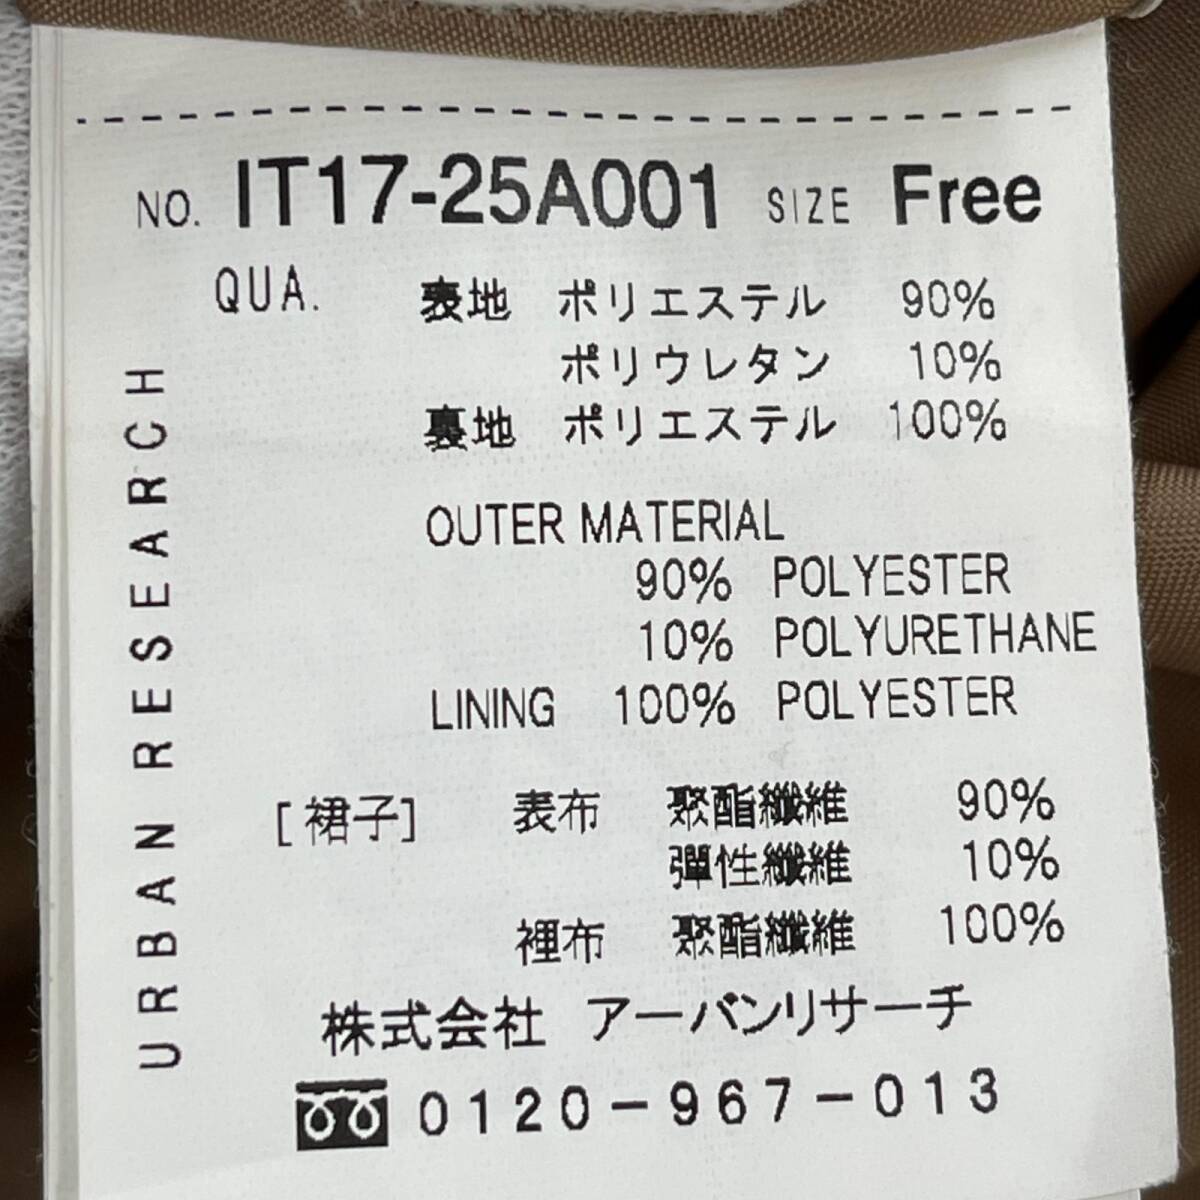 NO. IT17-25A001 SIZE Free
QUA. 表地 ポリエステル 90%
ポリウレタン 10%
裏地 ポリエステル 100%
OUTER MATERIAL
90% POLYESTER
10% POLYURETHANE
LINING 100% POLYESTER
[裙子] 表布 聚酯纖維 90%
彈性纖維 10%
裡布 聚酯纖維 100%
株式会社 アーバンリサーチ
0120-967-013
URBAN RESEARCH